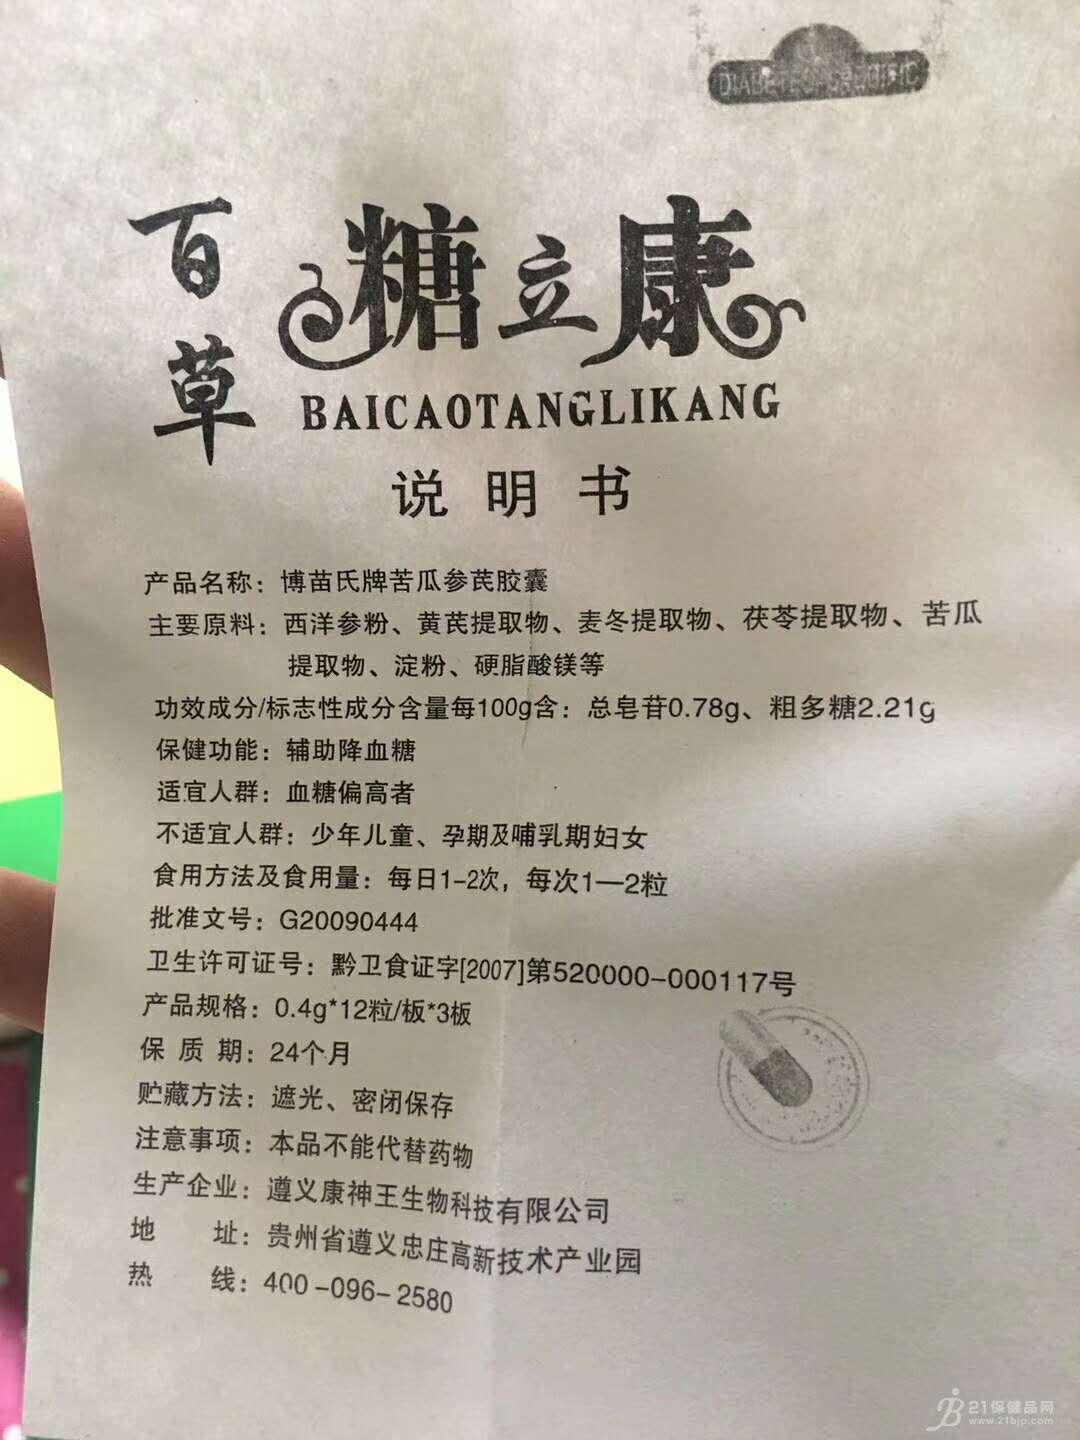 百草
糖立康
BAICAOTANGLIKANG
说明书
产品名称：博苗氏牌苦瓜参芪胶囊
主要原料：西洋参粉、黄芪提取物、麦冬提取物、茯苓提取物、苦瓜
提取物、淀粉、硬脂酸镁等
功效成分/标志性成分含量每100g含：总皂苷0.78g、粗多糖2.21g
保健功能：辅助降血糖
适宜人群：血糖偏高者
不适宜人群：少年儿童、孕期及哺乳期妇女
食用方法及食用量：每日1-2次，每次1—2粒
批准文号：G20090444
卫生许可证号：黔卫食证字[2007]第520000-000117号
产品规格：0.4g*12粒/板*3板
保 质 期：24个月
贮藏方法：遮光、密闭保存
注意事项：本品不能代替药物
生产企业：遵义康神王生物科技有限公司
地 址：贵州省遵义忠庄高新技术产业园
热 线：400-096-2580
21保健品网
www.21bjp.com